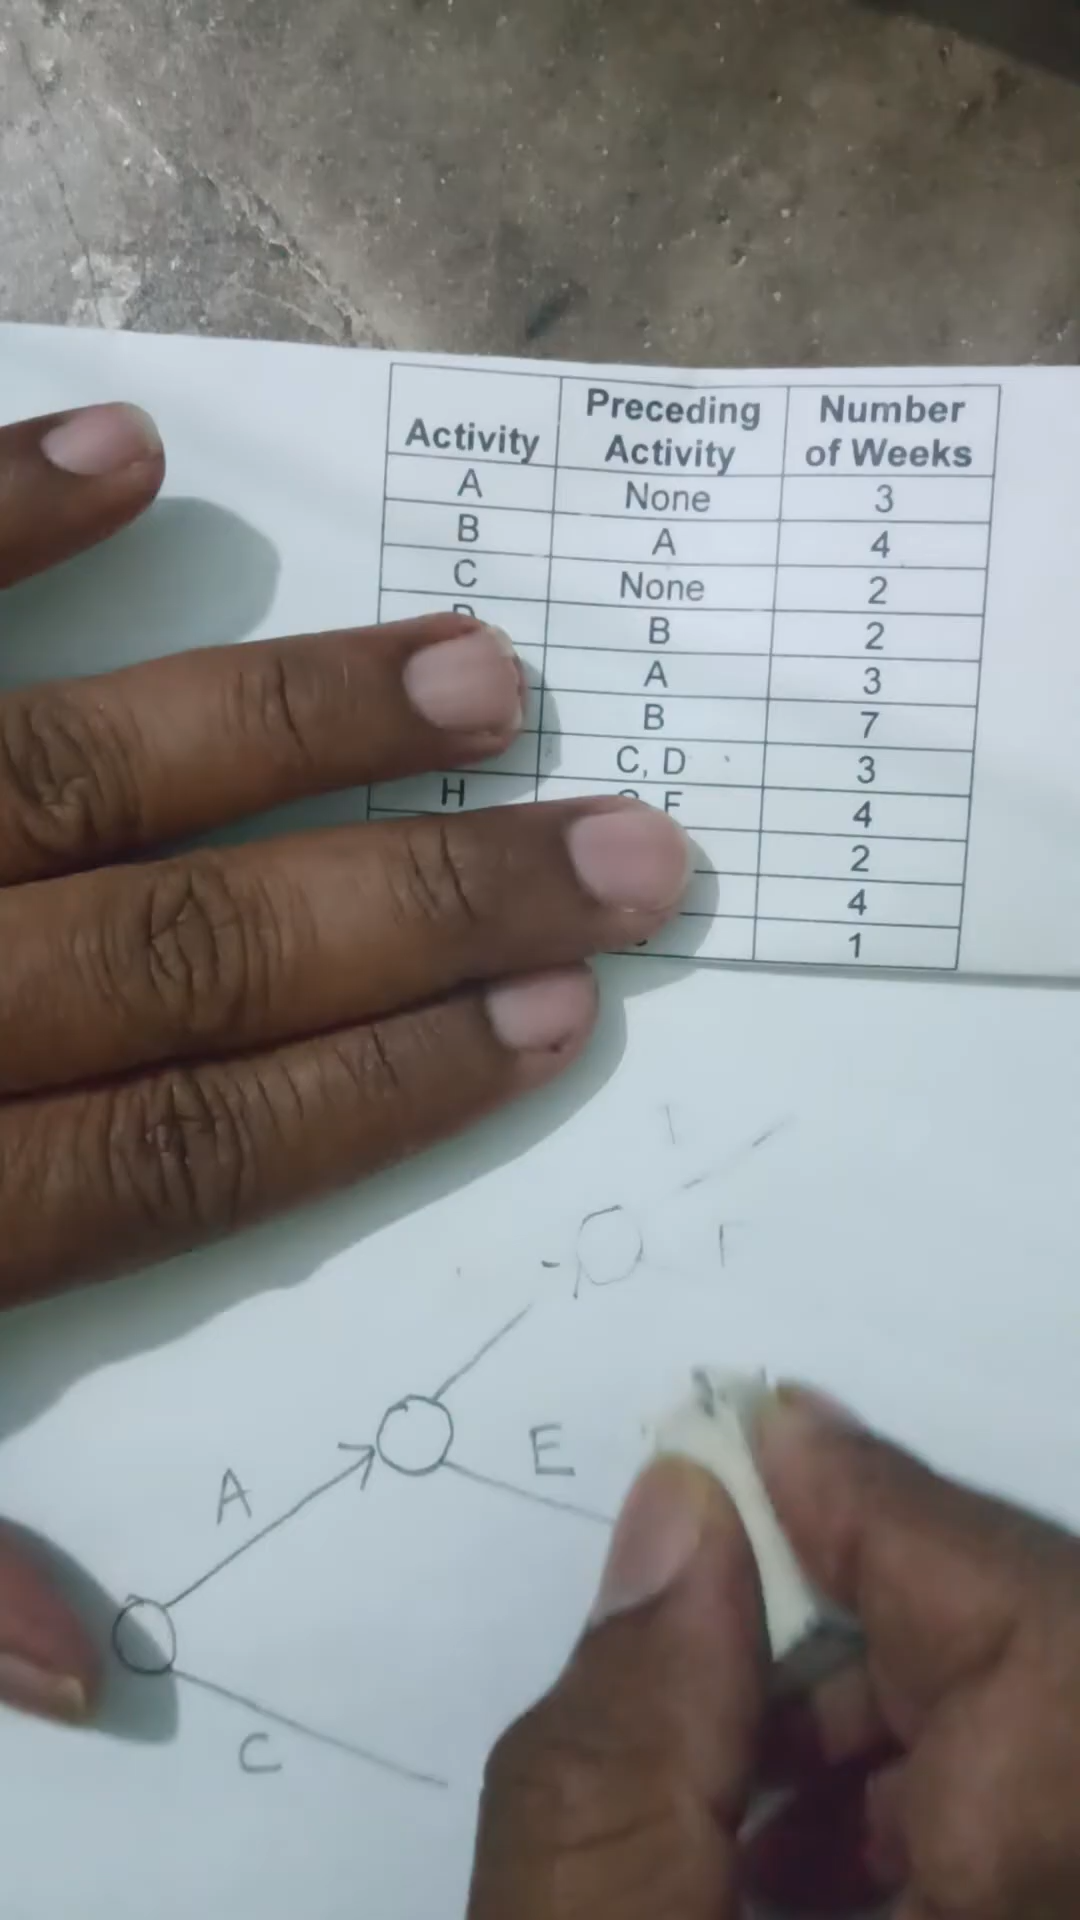 Activity Preceding Activity Number of Weeks
A None 3
B A 4
C None 2
B 2
A 3
B 7
C, D 3
H 4
2
4
1
E
A
C